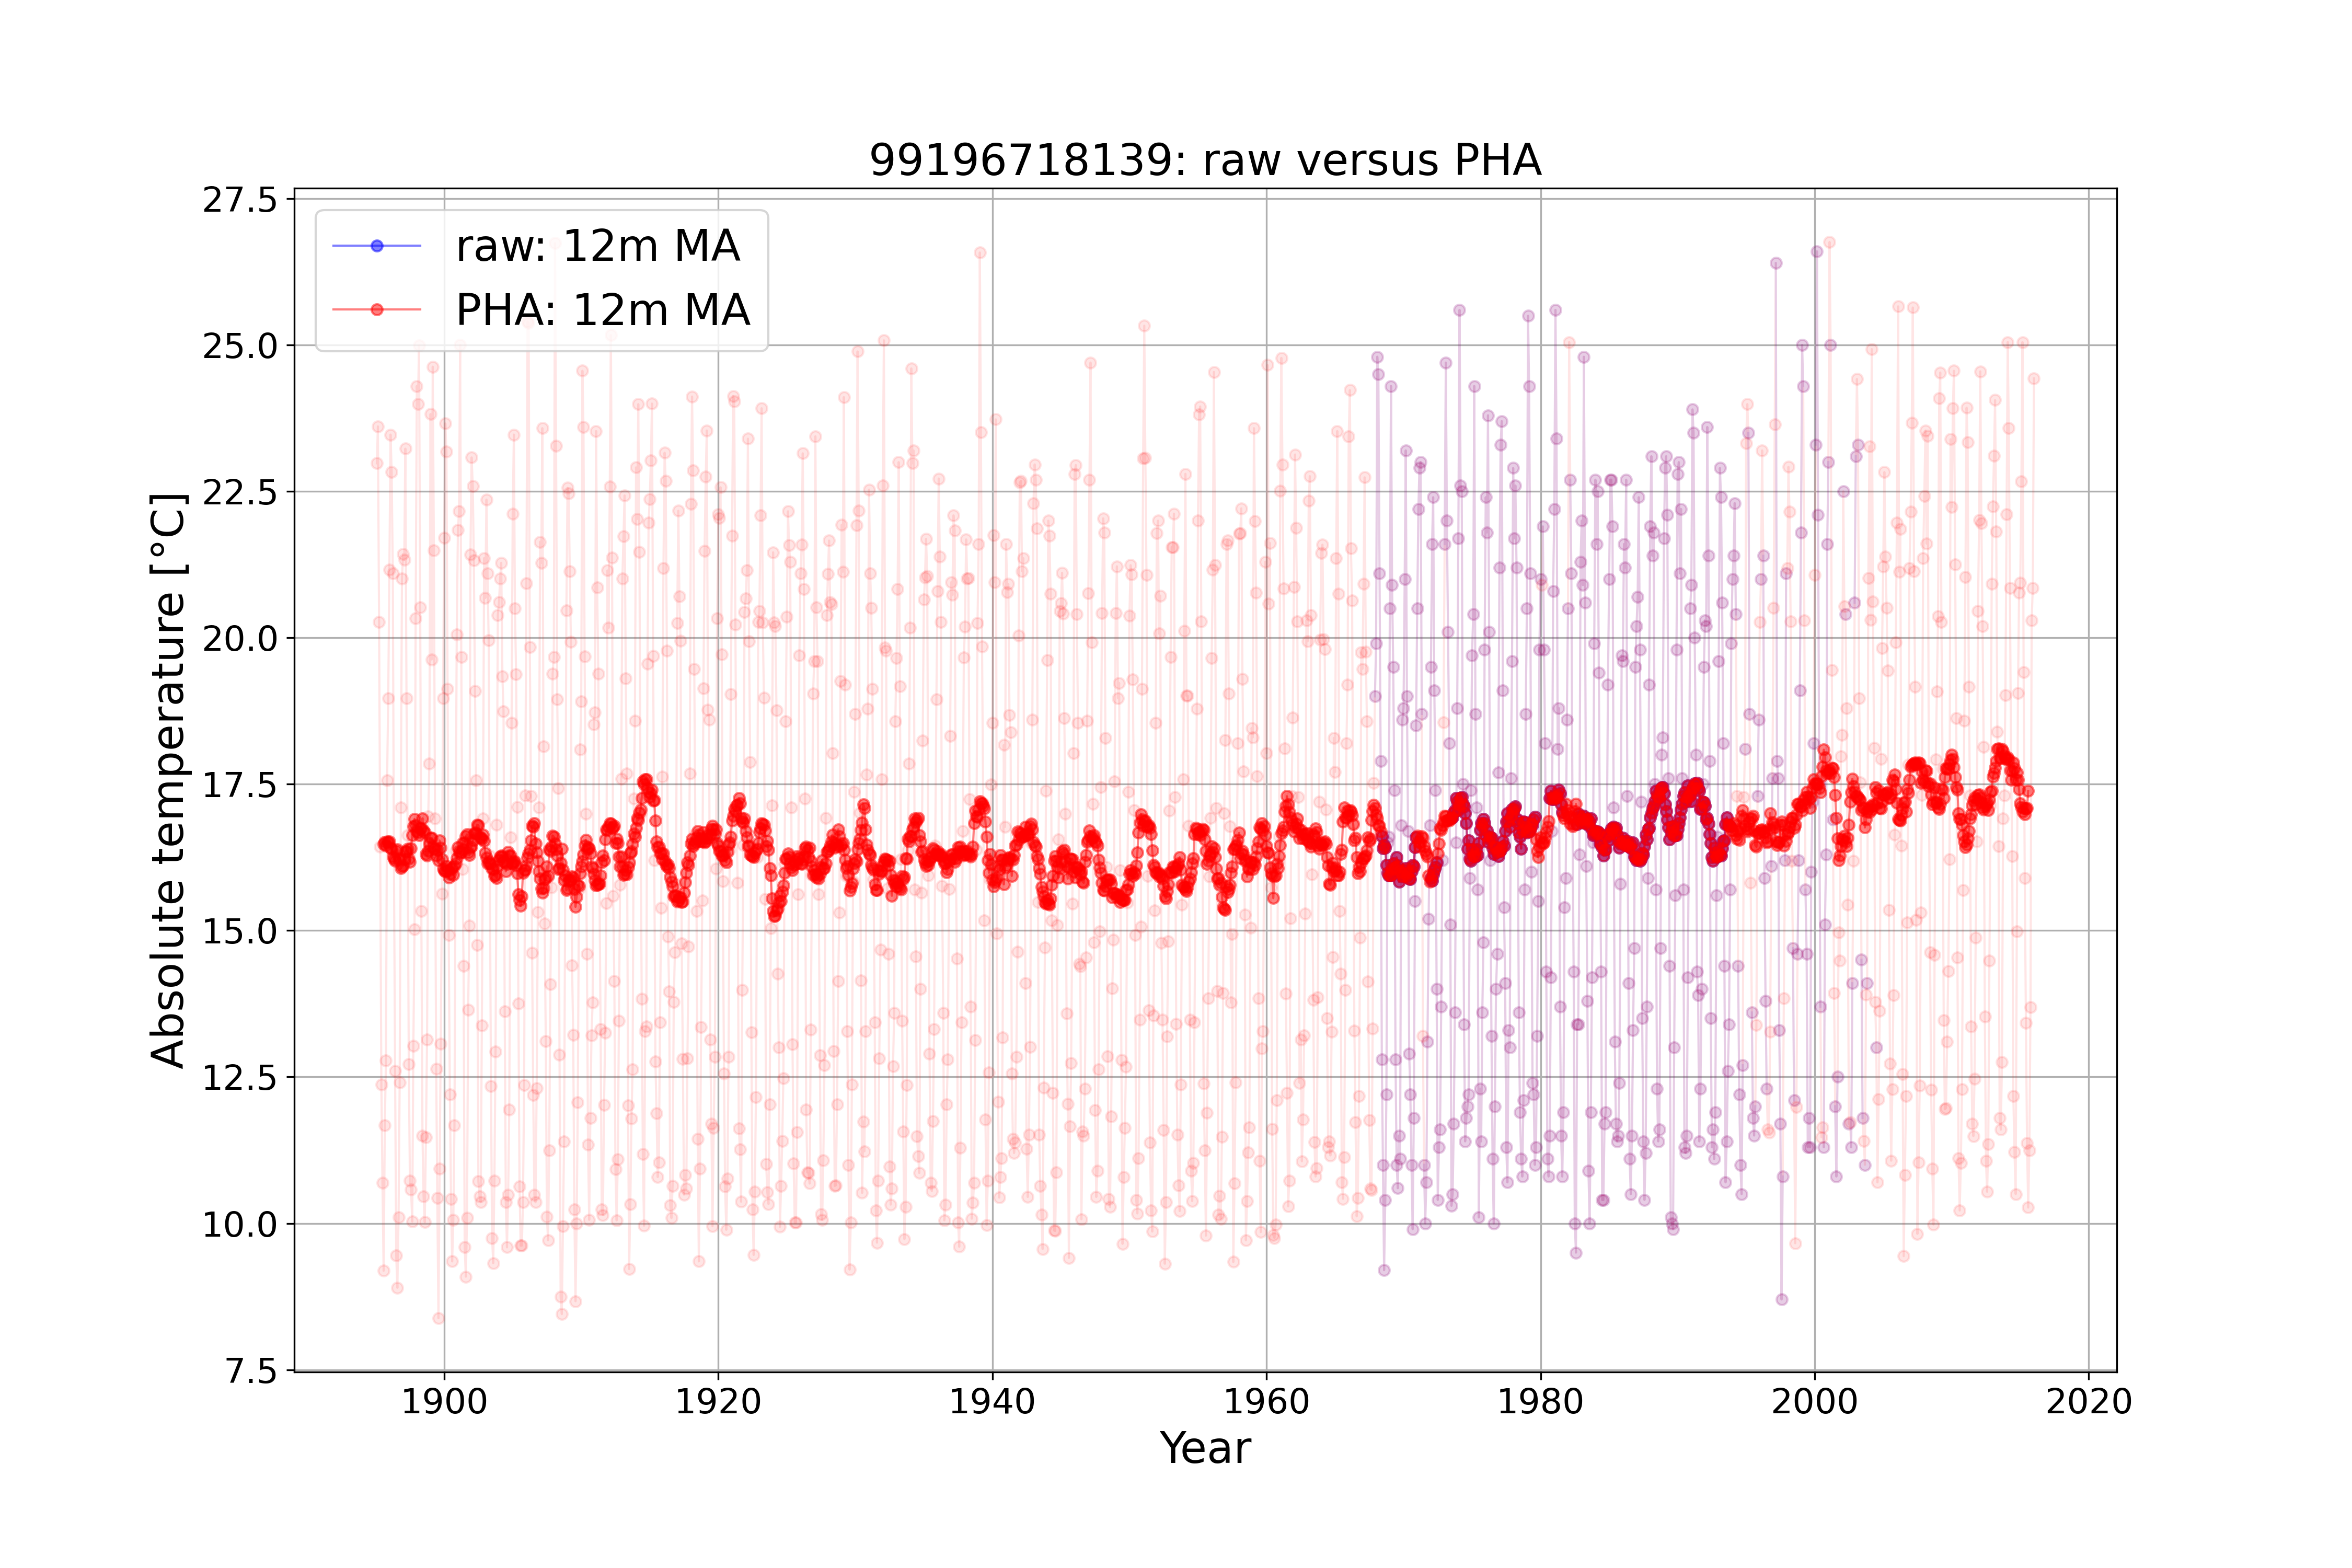 99196718139: raw versus PHA
raw: 12m MA
PHA: 12m MA
Absolute temperature [°C]
27.5
25.0
22.5
20.0
17.5
15.0
12.5
10.0
7.5
1900 1920 1940 1960 1980 2000 2020
Year